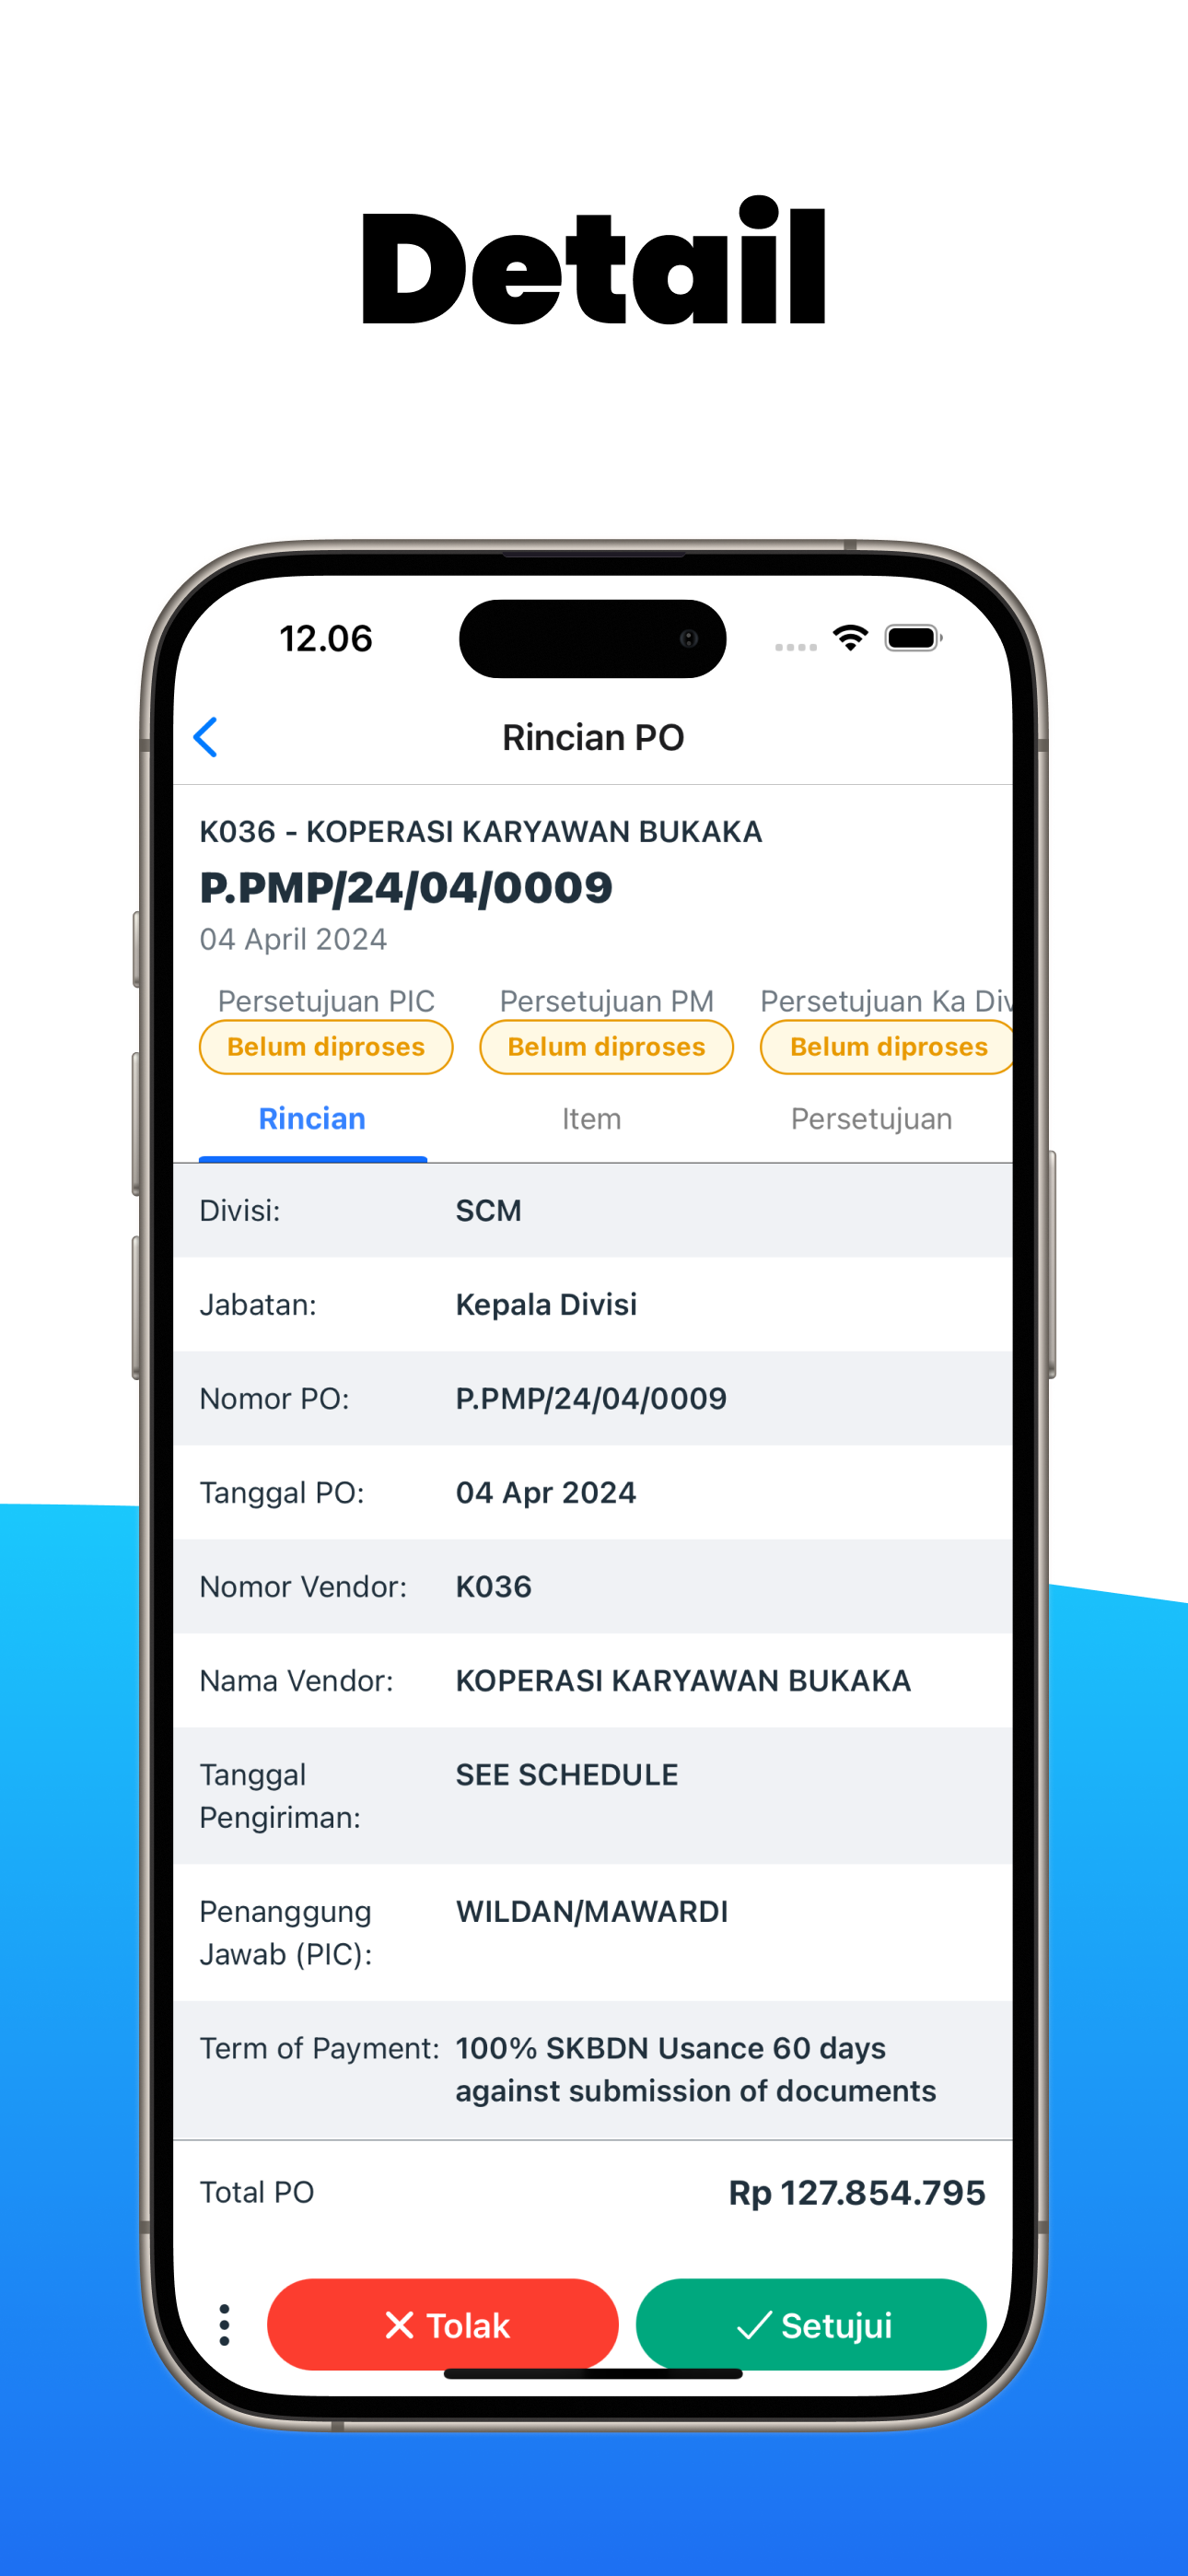 Detail
12.06
Rincian PO
K036 - KOPERASI KARYAWAN BUKAKA
P.PMP/24/04/0009
04 April 2024
Persetujuan PIC Persetujuan PM Persetujuan Ka Div
Belum diproses Belum diproses Belum diproses
Rincian Item Persetujuan
Divisi: SCM
Jabatan: Kepala Divisi
Nomor PO: P.PMP/24/04/0009
Tanggal PO: 04 Apr 2024
Nomor Vendor: K036
Nama Vendor: KOPERASI KARYAWAN BUKAKA
Tanggal SEE SCHEDULE
Pengiriman:
Penanggung WILDAN/MAWARDI
Jawab (PIC):
Term of Payment: 100% SKBDN Usance 60 days
against submission of documents
Total PO Rp 127.854.795
Tolak Setujui